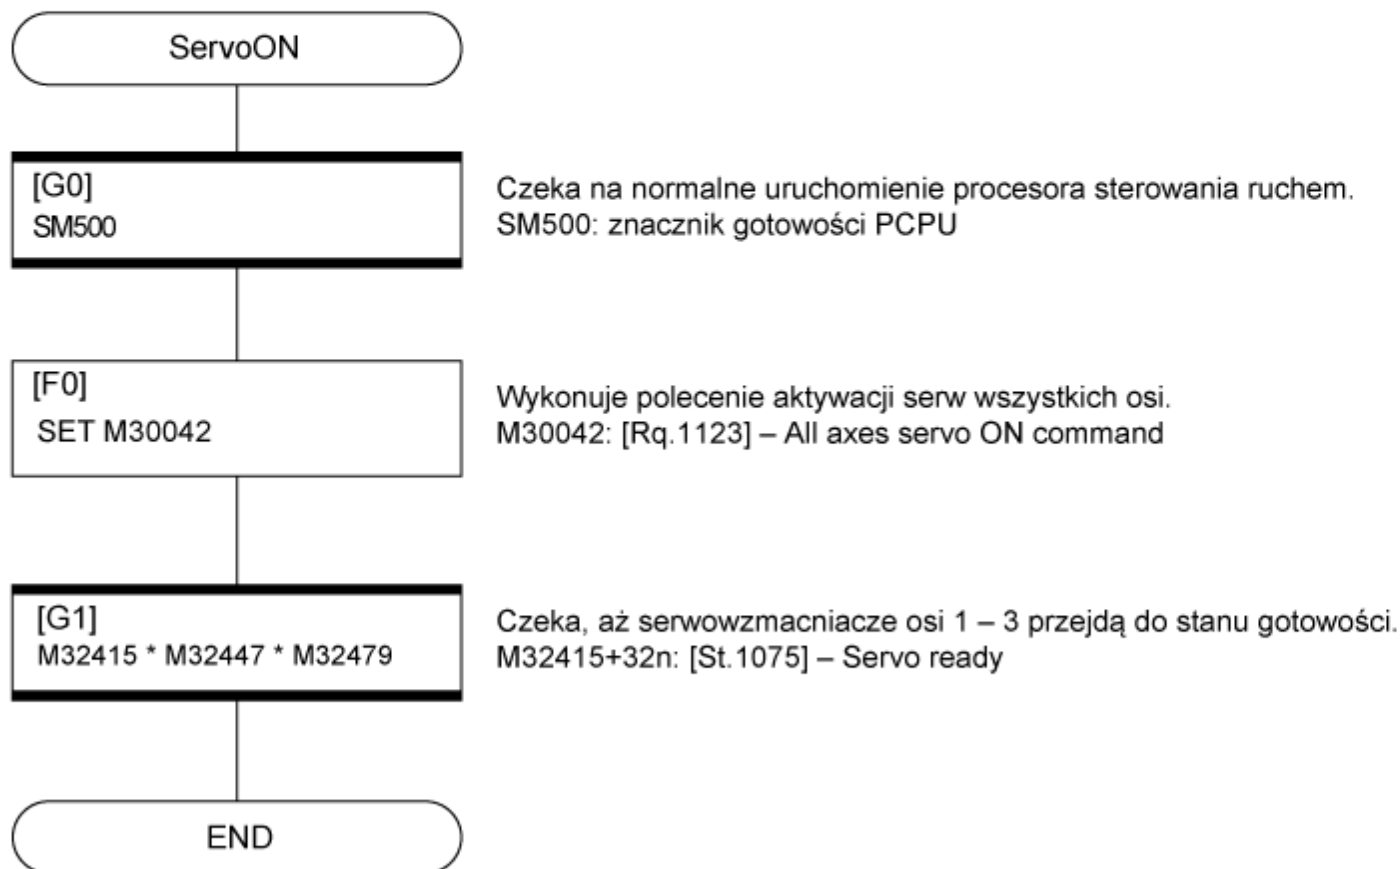 ServoON
[G0]
SM500
Czeka na normalne uruchomienie procesora sterowania ruchem.
SM500: znacznik gotowości PCPU
[F0]
SET M30042
Wykonuje polecenie aktywacji serw wszystkich osi.
M30042: [Rq.1123] – All axes servo ON command
[G1]
M32415 * M32447 * M32479
Czeka, aż serwowzmacniacze osi 1 – 3 przejdą do stanu gotowości.
M32415+32n: [St.1075] – Servo ready
END